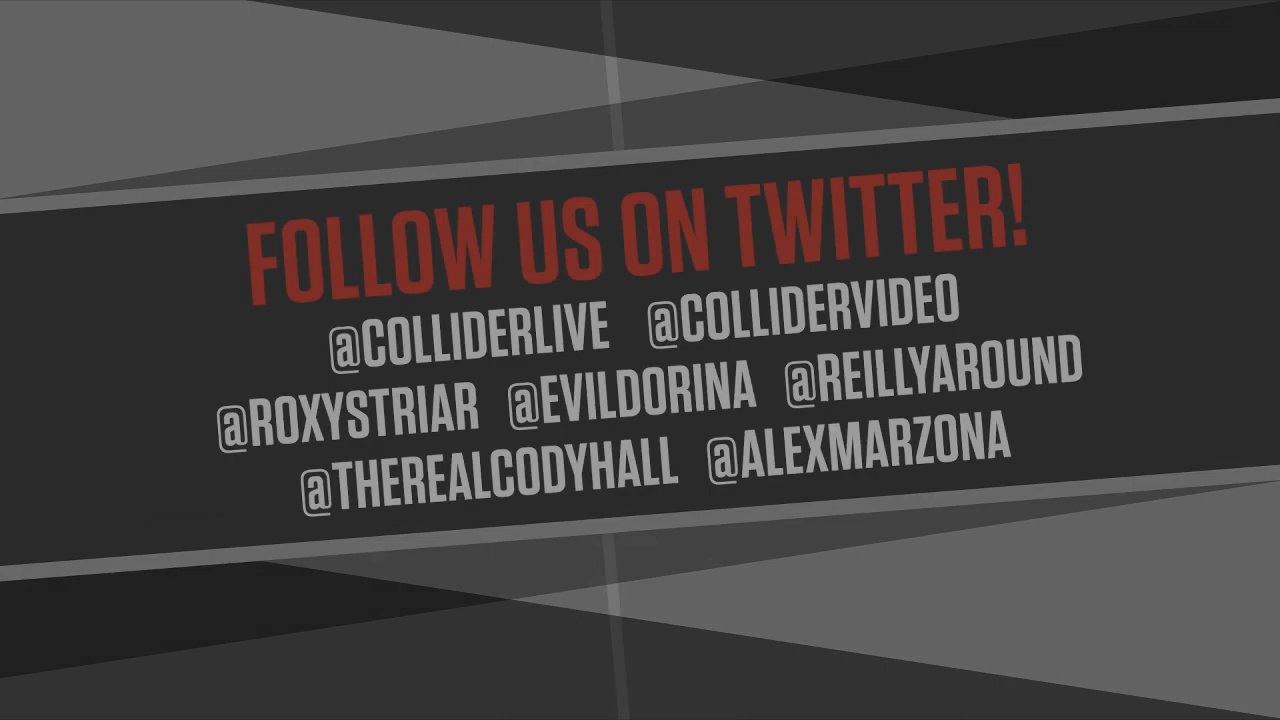 FOLLOW US ON TWITTER!
@COLLIDERLIVE @COLLIDERVIDEO
@ROXYSTRIAR @EVILDORINA @REILLYAROUND
@THEREALCODYHALL @ALEXMARZONA